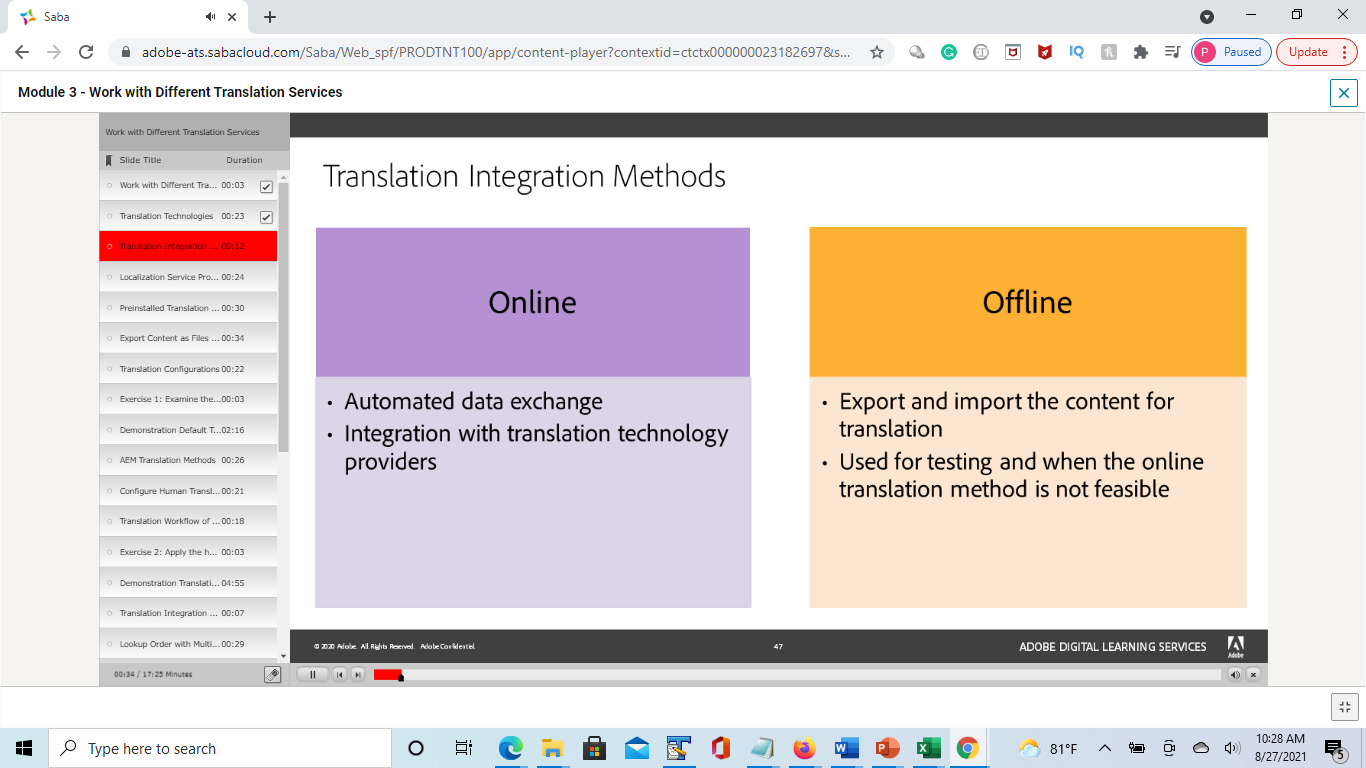 Saba
adobe-ats.sabacloud.com/Saba/Web_spf/PRODTNT100/app/content-player?contextid=ctctx0000000231826978&s...
IQ
P Paused
Update
Module 3 - Work with Different Translation Services
Work with Different Translation Services
Slide Title Duration
Work with Different Tra... 00:03
Translation Technologies 00:23
Translation Integration ... 00:12
Localization Service Pro... 00:24
Preinstalled Translation ... 00:30
Export Content as Files ... 00:34
Translation Configurations 00:22
Exercise 1: Examine the... 00:03
Demonstration Default T... 02:16
AEM Translation Methods 00:26
Configure Human Transl... 00:21
Translation Workflow of ... 00:18
Exercise 2: Apply the h... 00:03
Demonstration Translati... 04:55
Translation Integration ... 00:07
Lookup Order with Multi... 00:29
00:34 / 17:25 Minutes
Translation Integration Methods
Online
• Automated data exchange
• Integration with translation technology
providers
Offline
• Export and import the content for
translation
• Used for testing and when the online
translation method is not feasible
© 2020 Adobe. All Rights Reserved. Adobe Confidential.
47
ADOBE DIGITAL LEARNING SERVICES
Adobe
Type here to search
81°F
10:28 AM
8/27/2021
5